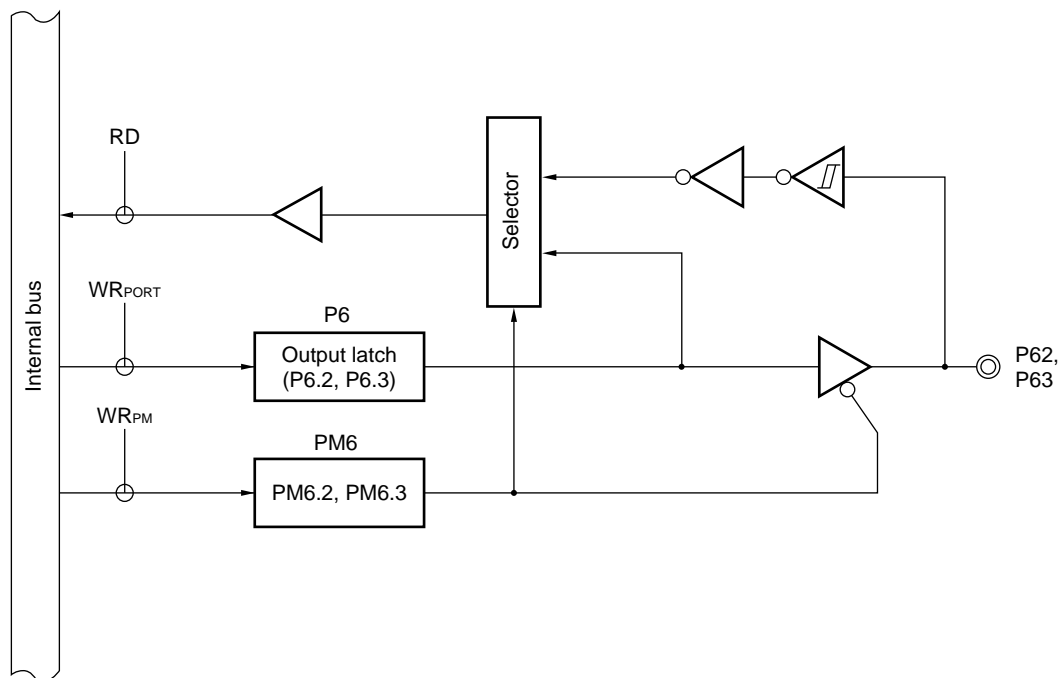 RD
Selector
Internal bus
WRPORT
P6
Output latch
(P6.2, P6.3)
P62,
P63
WRPM
PM6
PM6.2, PM6.3